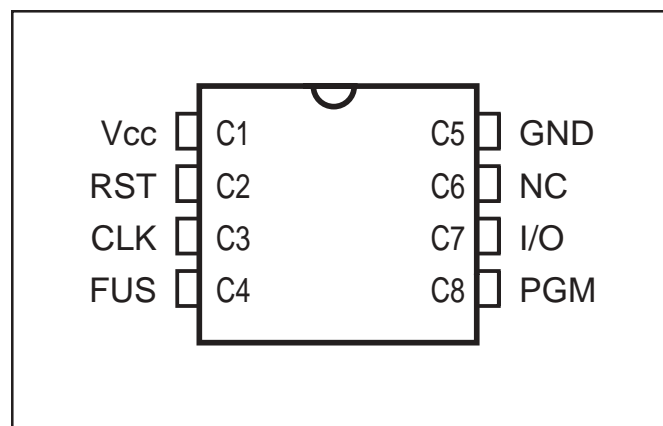 Vcc C1 C5 GND
RST C2 C6 NC
CLK C3 C7 I/O
FUS C4 C8 PGM